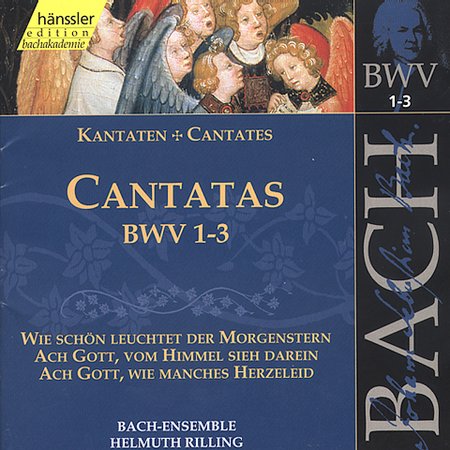 hänssler
edition
bachakademie
BWV
1-3
KANTATEN + CANTATES
CANTATAS
BWV 1-3
BACH
WIE SCHÖN LEUCHTET DER MORGENSTERN
ACH GOTT, VOM HIMMEL SIEH DAREIN
ACH GOTT, WIE MANCHES HERZELEID
BACH-ENSEMBLE
HELMUTH RILLING